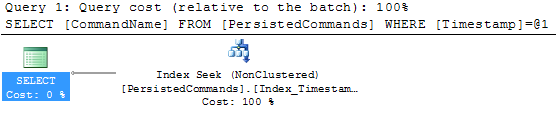 Query 1: Query cost (relative to the batch): 100%
SELECT [CommandName] FROM [PersistedCommands] WHERE [Timestamp]=@1
SELECT
Cost: 0 %
Index Seek (NonClustered)
[PersistedCommands].[Index_Timestam…
Cost: 100 %